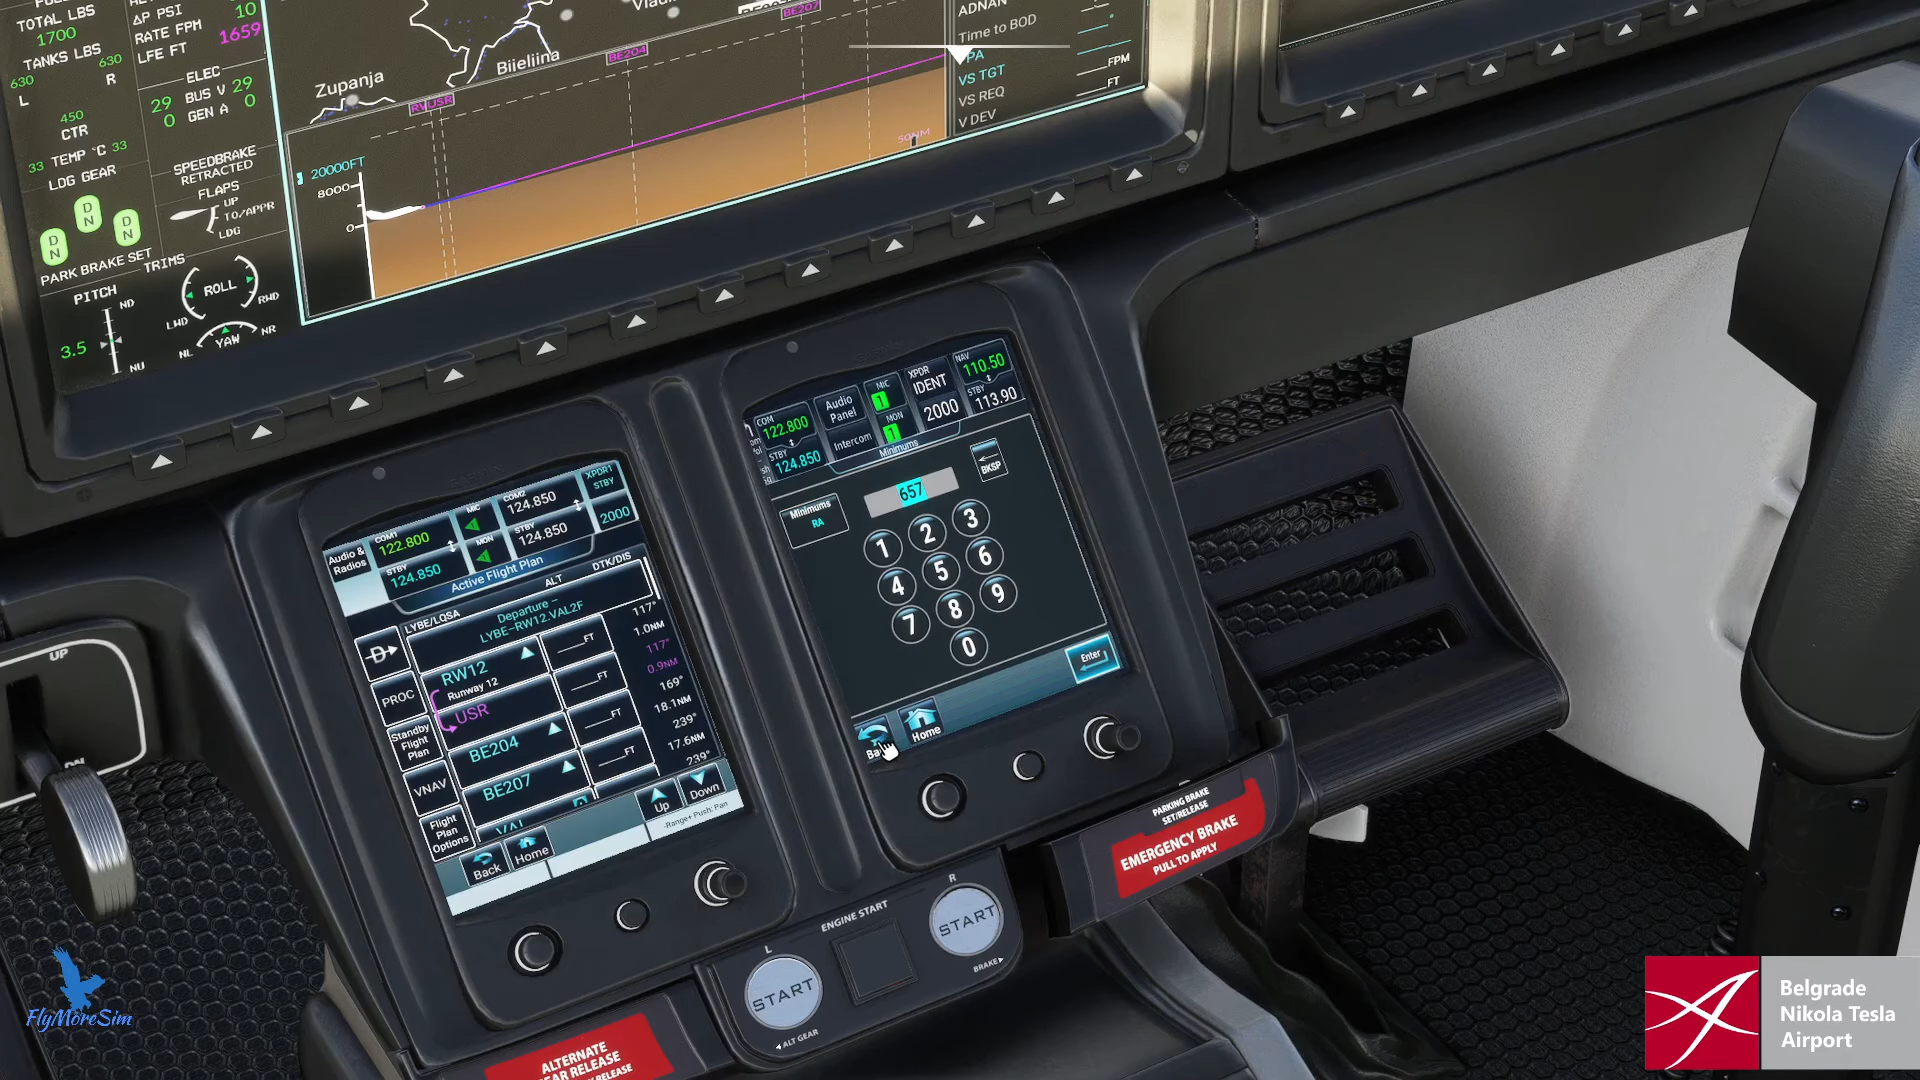 TOTAL LBS
1700
TANKS LBS
630
630
L
R
450
CTR
33 TEMP °C 33
LDG GEAR
D
N
D
N
D
N
PARK BRAKE SET
ΔP PSI
10
RATE FPM
1659
LFE FT
ELEC
29 BUS V 29
0 GEN A 0
SPEEDBRAKE
RETRACTED
FLAPS
UP
TO/APPR
LDG
TRIMS
PITCH
ND
3.5
NU
ROLL
LWD
RWD
NL
YAW
NR
Zupanja
Bijeljina
RVUSR
BE204
BE207
20000FT
8000
0
50NM
ADNAN
Time to BOD
VS TGT
FPM
VS REQ
FT
V DEV
Audio &
Radios
COM1
122.800
STBY
124.850
MIC
MON
COM2
124.850
STBY
124.850
XPDR1
STBY
2000
Active Flight Plan
LYBE/LQSA
ALT
DTK/DIS
Departure –
LYBE–RW12.VAL2F
RW12
Runway 12
USR
BE204
BE207
VAL
FT
FT
FT
FT
117°
1.0NM
117°
0.9NM
169°
18.1NM
239°
17.6NM
239°
PROC
Standby
Flight
Plan
VNAV
Flight
Plan
Options
Back
Home
Up
Down
-Range+ Push: Pan
COM
122.800
STBY
124.850
Audio
Panel
Intercom
MIC
1
MON
1
XPDR
IDENT
2000
NAV
110.50
STBY
113.90
Minimums
Minimums
RA
657
BKSP
1 2 3
4 5 6
7 8 9
0
Enter
Home
UP
DN
ENGINE START
L
START
R
START
BRAKE
ALT GEAR
PARKING BRAKE
SET/RELEASE
EMERGENCY BRAKE
PULL TO APPLY
ALTERNATE
FlyMoreSim
Belgrade
Nikola Tesla
Airport